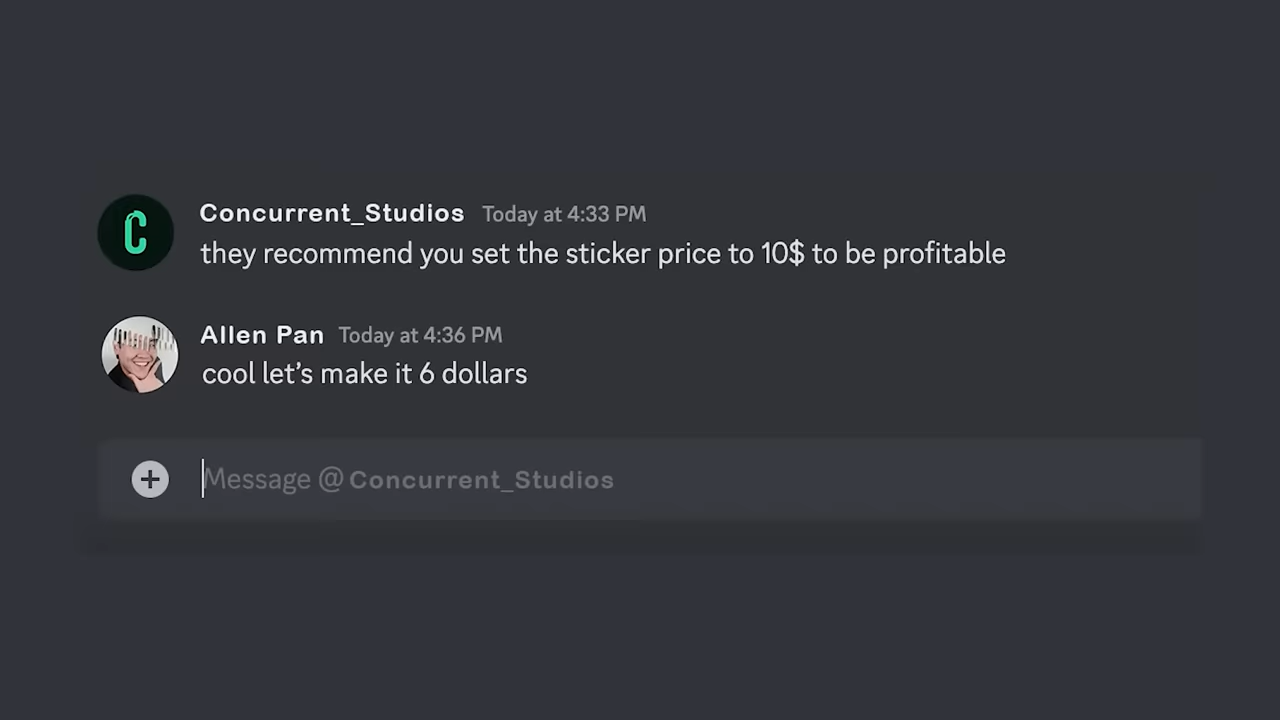 Concurrent_Studios Today at 4:33 PM
they recommend you set the sticker price to 10$ to be profitable
Allen Pan Today at 4:36 PM
cool let’s make it 6 dollars
Message @Concurrent_Studios